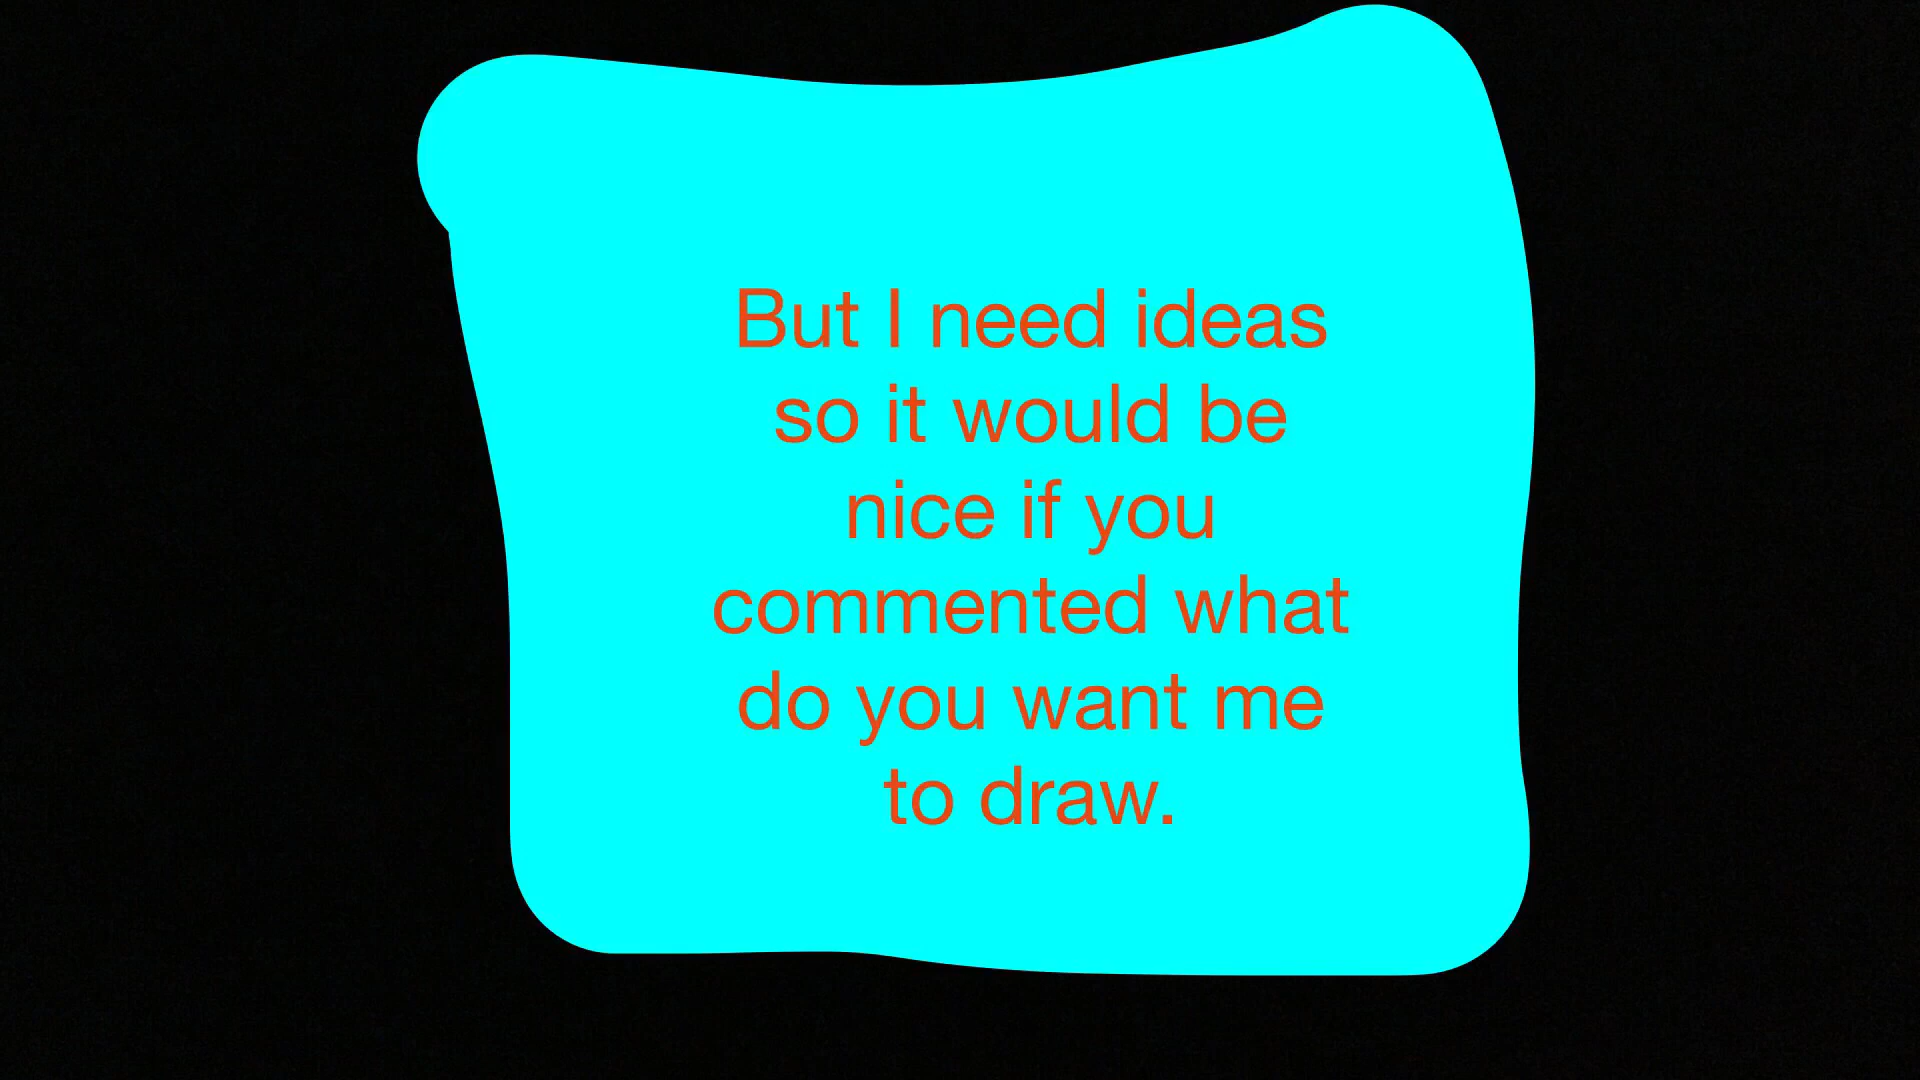 But I need ideas
so it would be
nice if you
commented what
do you want me
to draw.